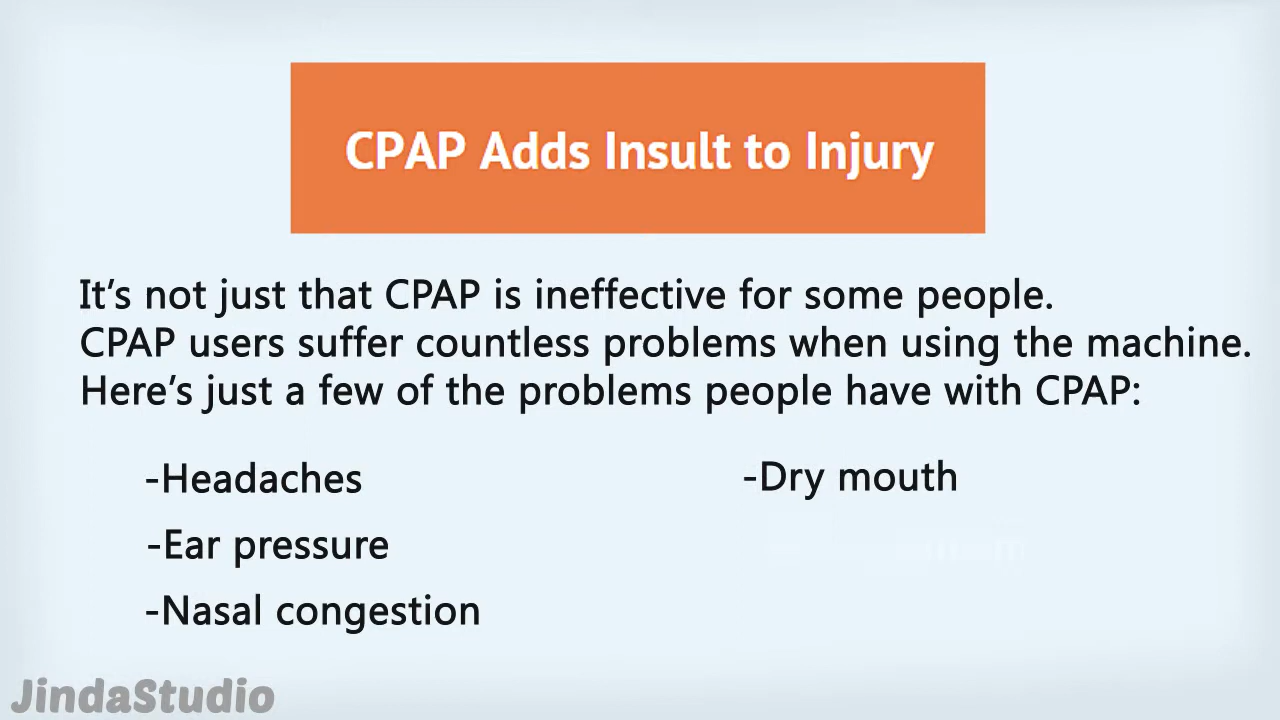 CPAP Adds Insult to Injury
It’s not just that CPAP is ineffective for some people.
CPAP users suffer countless problems when using the machine.
Here’s just a few of the problems people have with CPAP:
-Headaches
-Ear pressure
-Nasal congestion
-Dry mouth
JindaStudio